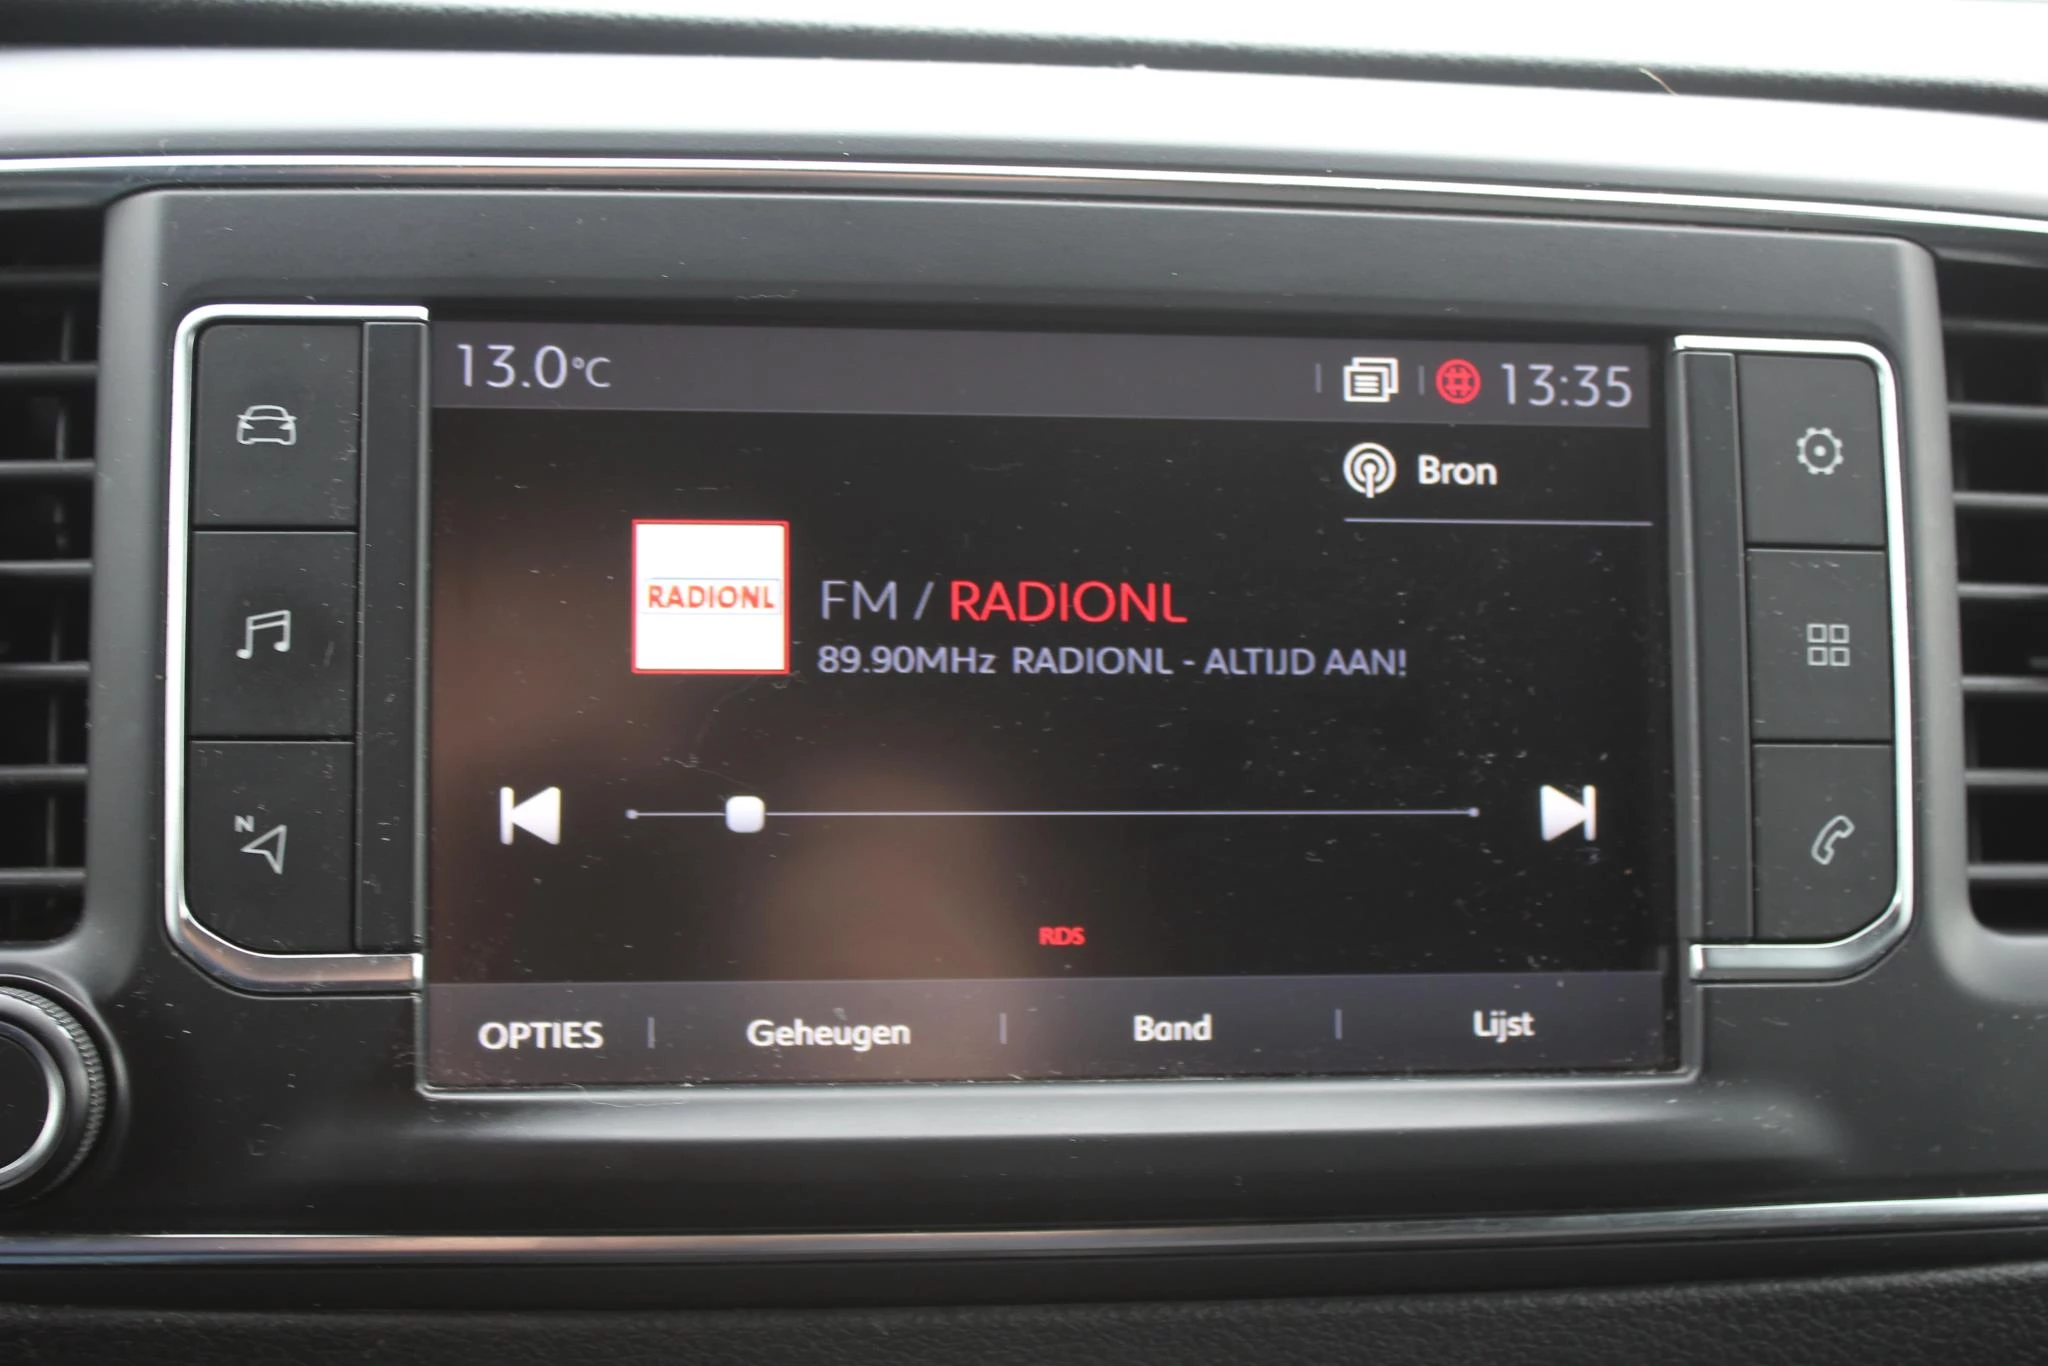 13.0°C
13:35
Bron
RADIONL
FM / RADIONL
89.90MHz RADIONL - ALTIJD AAN!
N
RDS
OPTIES
Geheugen
Band
Lijst